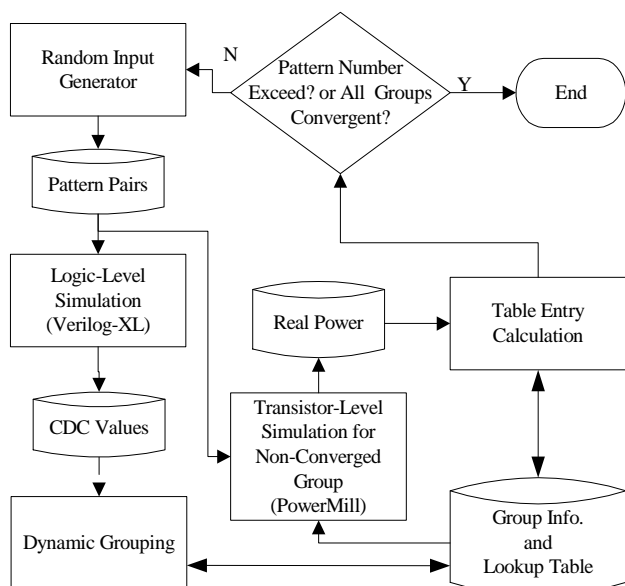 Random Input
Generator
N
Pattern Number
Exceed? or All Groups
Convergent?
Y
End
Pattern Pairs
Logic-Level
Simulation
(Verilog-XL)
Real Power
Table Entry
Calculation
CDC Values
Transistor-Level
Simulation for
Non-Converged
Group
(PowerMill)
Dynamic Grouping
Group Info.
and
Lookup Table